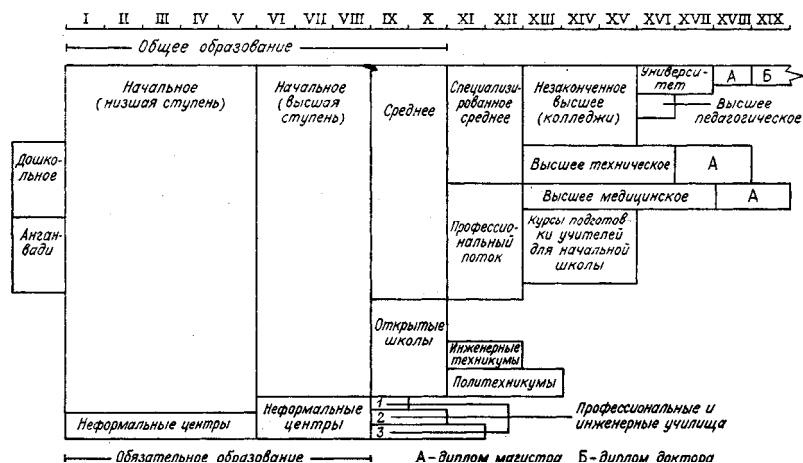 I II III IV V VI VII VIII IX X XI XII XIII XIV XV XVI XVII XVIII XIX
Общее образование
Начальное
(низшая ступень)
Начальное
(высшая
ступень)
Среднее
Специализи-
рованное
среднее
Незаконченное
высшее
(колледжи)
Универси-
тет
А
Б
Высшее
педагогическое
Дошко-
льное
Анган-
вади
Высшее техническое
А
Высшее медицинское
А
Профессио-
нальный
поток
Курсы подготов-
ки учителей
для начальной
школы
Открытые
школы
Инженерные
техникумы
Политехникумы
Неформальные центры
Неформальные
центры
1
2
3
Профессиональные и
инженерные училища
Обязательное образование
А-диплом магистра Б-диплом доктора